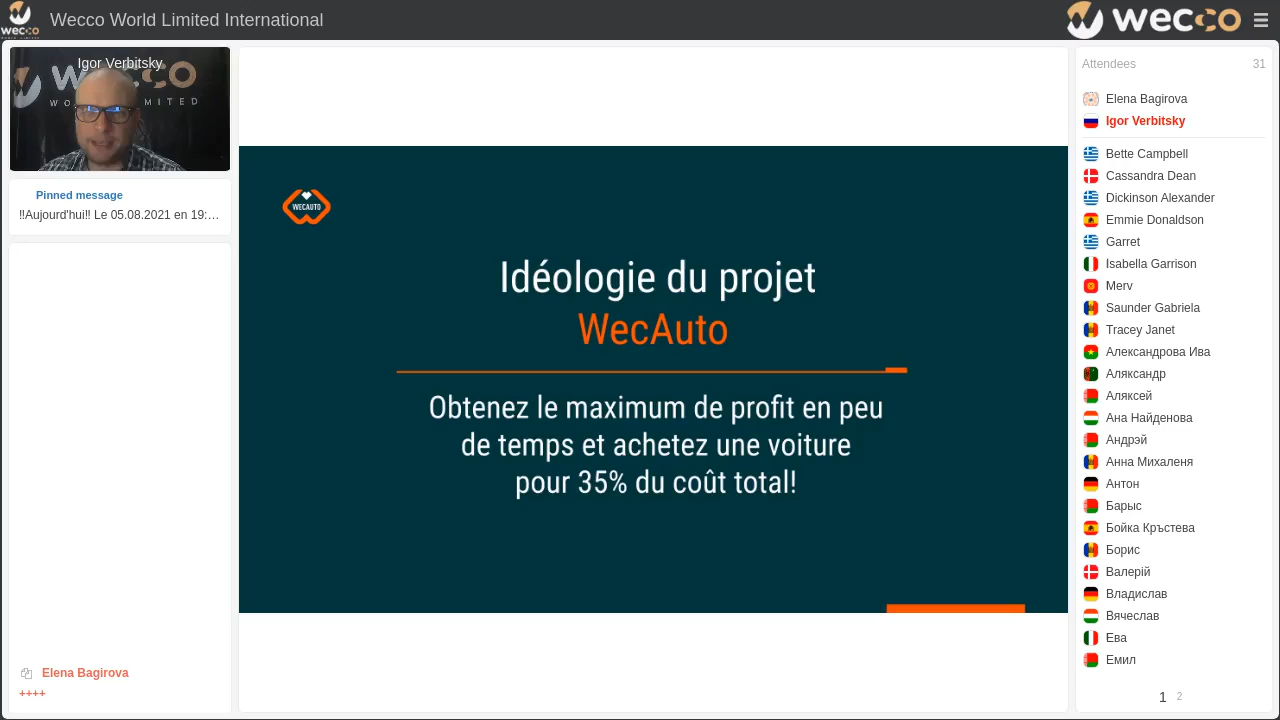 wecco
WORLD LIMITED
Wecco World Limited International
wecco
Igor Verbitsky
Pinned message
‼Aujourd'hui‼ Le 05.08.2021 en 19:…
Elena Bagirova
++++
WECAUTO
Idéologie du projet
WecAuto
Obtenez le maximum de profit en peu
de temps et achetez une voiture
pour 35% du coût total!
Attendees 31
Elena Bagirova
Igor Verbitsky
Bette Campbell
Cassandra Dean
Dickinson Alexander
Emmie Donaldson
Garret
Isabella Garrison
Merv
Saunder Gabriela
Tracey Janet
Александрова Ива
Аляксандр
Аляксей
Ана Найденова
Андрэй
Анна Михаленя
Антон
Барыс
Бойка Кръстева
Борис
Валерій
Владислав
Вячеслав
Ева
Емил
1 2